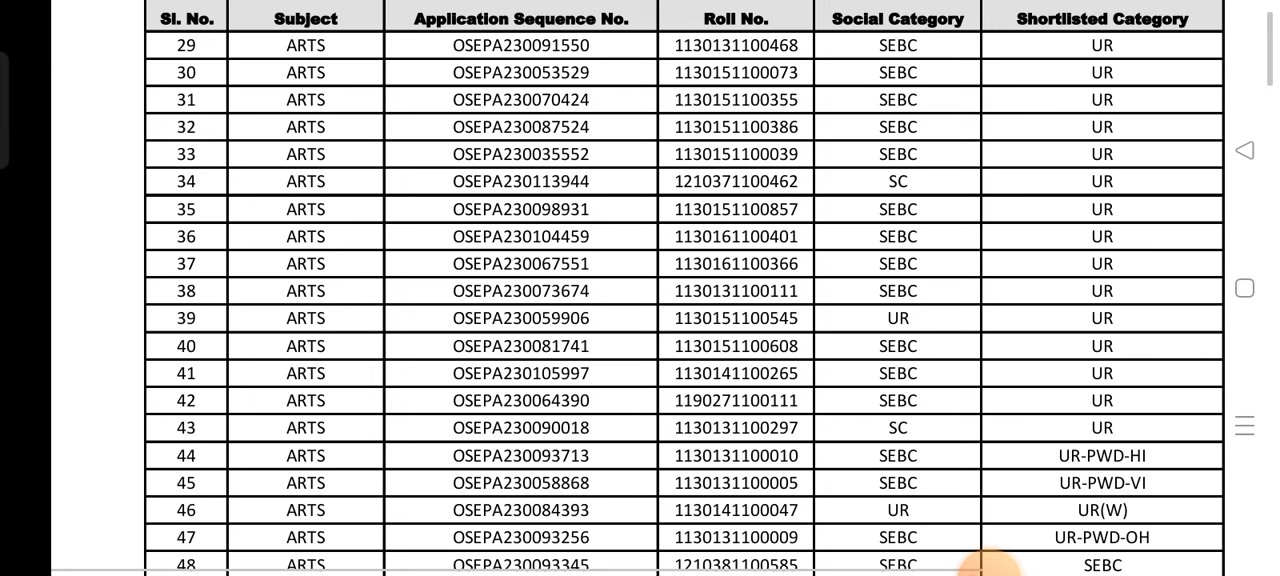 Sl. No. Subject Application Sequence No. Roll No. Social Category Shortlisted Category
29 ARTS OSEPA230091550 1130131100468 SEBC UR
30 ARTS OSEPA230053529 1130151100073 SEBC UR
31 ARTS OSEPA230070424 1130151100355 SEBC UR
32 ARTS OSEPA230087524 1130151100386 SEBC UR
33 ARTS OSEPA230035552 1130151100039 SEBC UR
34 ARTS OSEPA230113944 1210371100462 SC UR
35 ARTS OSEPA230098931 1130151100857 SEBC UR
36 ARTS OSEPA230104459 1130161100401 SEBC UR
37 ARTS OSEPA230067551 1130161100366 SEBC UR
38 ARTS OSEPA230073674 1130131100111 SEBC UR
39 ARTS OSEPA230059906 1130151100545 UR UR
40 ARTS OSEPA230081741 1130151100608 SEBC UR
41 ARTS OSEPA230105997 1130141100265 SEBC UR
42 ARTS OSEPA230064390 1190271100111 SEBC UR
43 ARTS OSEPA230090018 1130131100297 SC UR
44 ARTS OSEPA230093713 1130131100010 SEBC UR-PWD-HI
45 ARTS OSEPA230058868 1130131100005 SEBC UR-PWD-VI
46 ARTS OSEPA230084393 1130141100047 UR UR(W)
47 ARTS OSEPA230093256 1130131100009 SEBC UR-PWD-OH
48 ARTS OSEPA230093345 1210381100585 SEBC SEBC